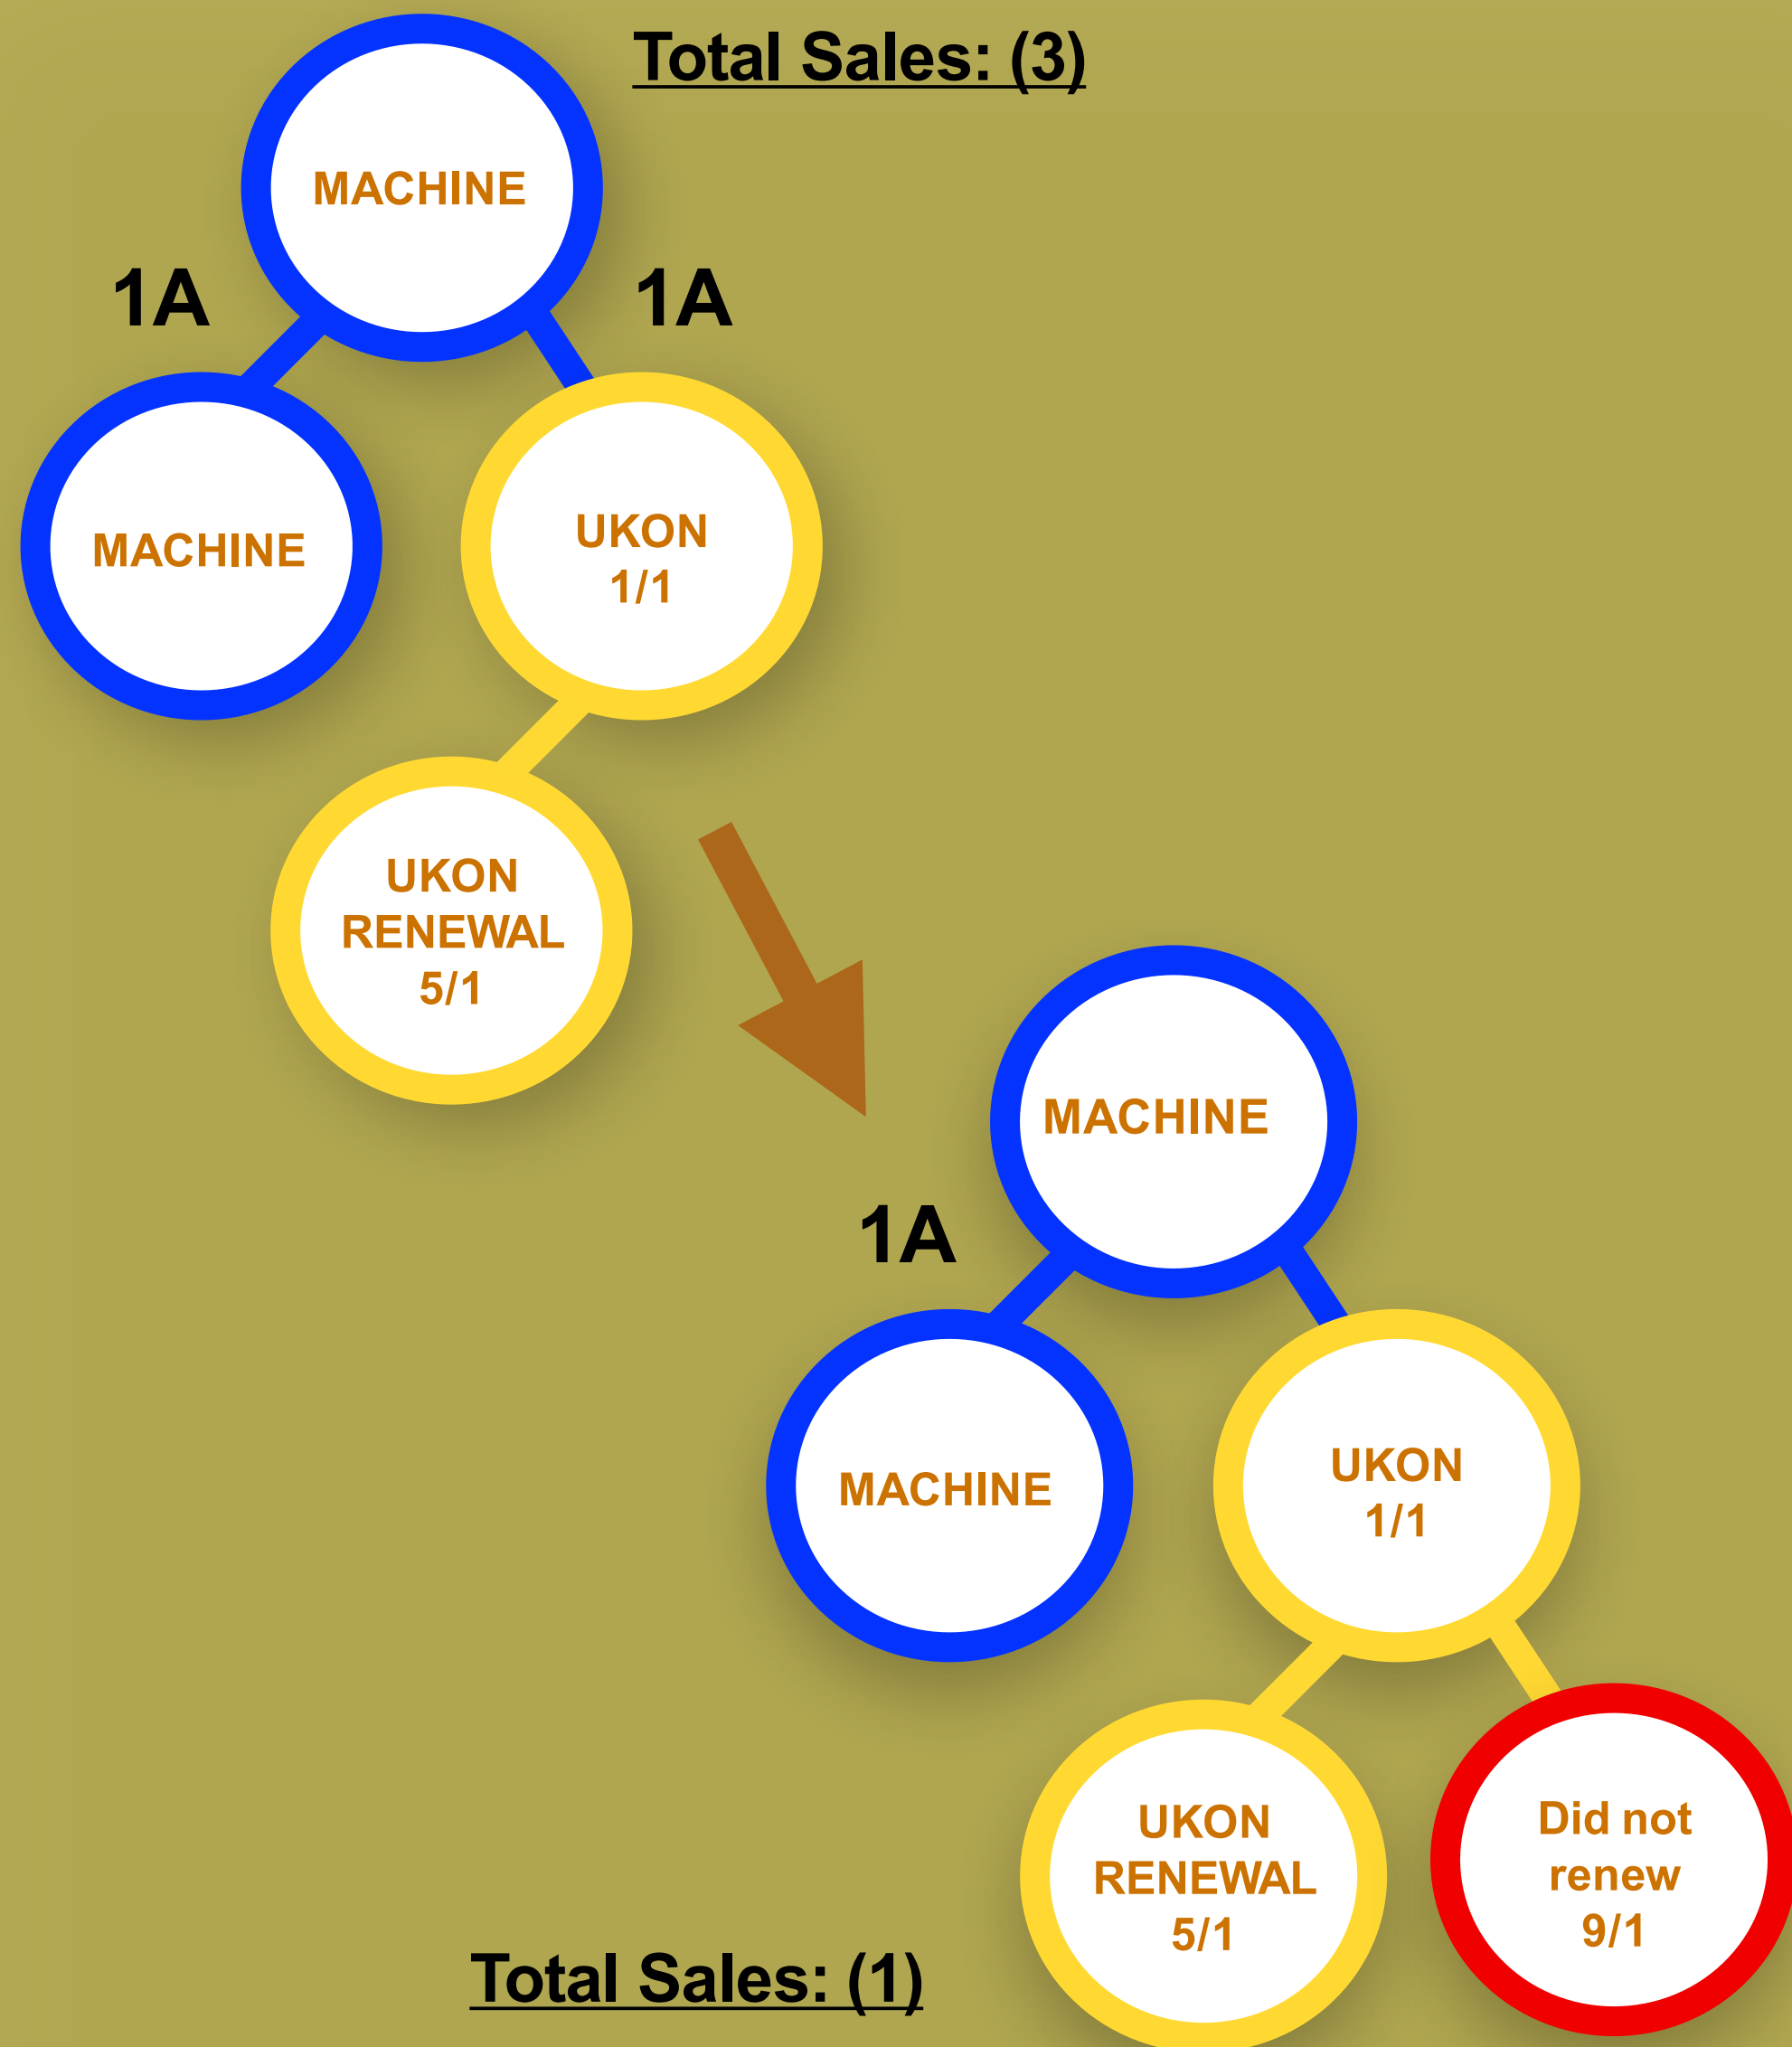 Total Sales: (3)
MACHINE
1A
1A
MACHINE
UKON
1/1
UKON
RENEWAL
5/1
MACHINE
1A
MACHINE
UKON
1/1
UKON
RENEWAL
5/1
Did not
renew
9/1
Total Sales: (1)